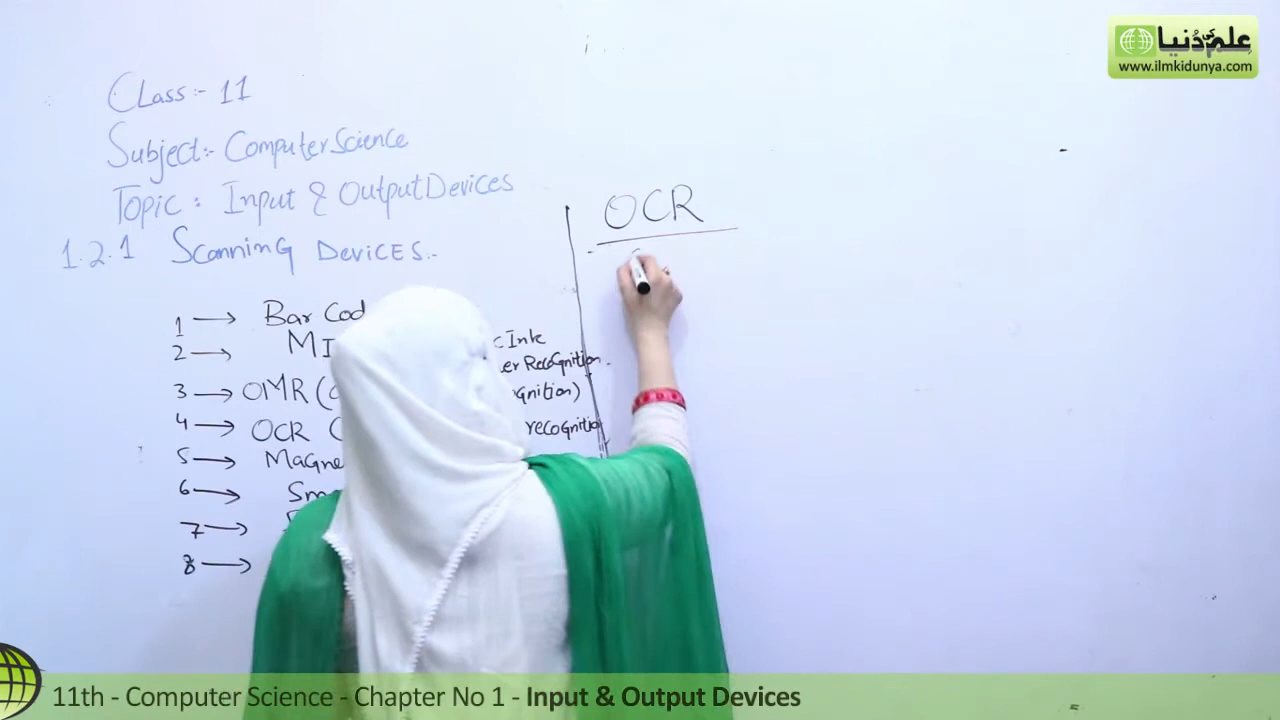 علم کی دُنیا
www.ilmkidunya.com
Class:- 11
Subject:- Computer Science
Topic: Input & Output Devices
1.2.1 Scanning Devices:-
OCR
1 → Bar Cod
2 → MI
c Ink
er Recognition.
3 → OMR (
gnition)
4 → OCR (
recognition
5 → Magne
6 → Sm
7 →
8 →
11th - Computer Science - Chapter No 1 - Input & Output Devices